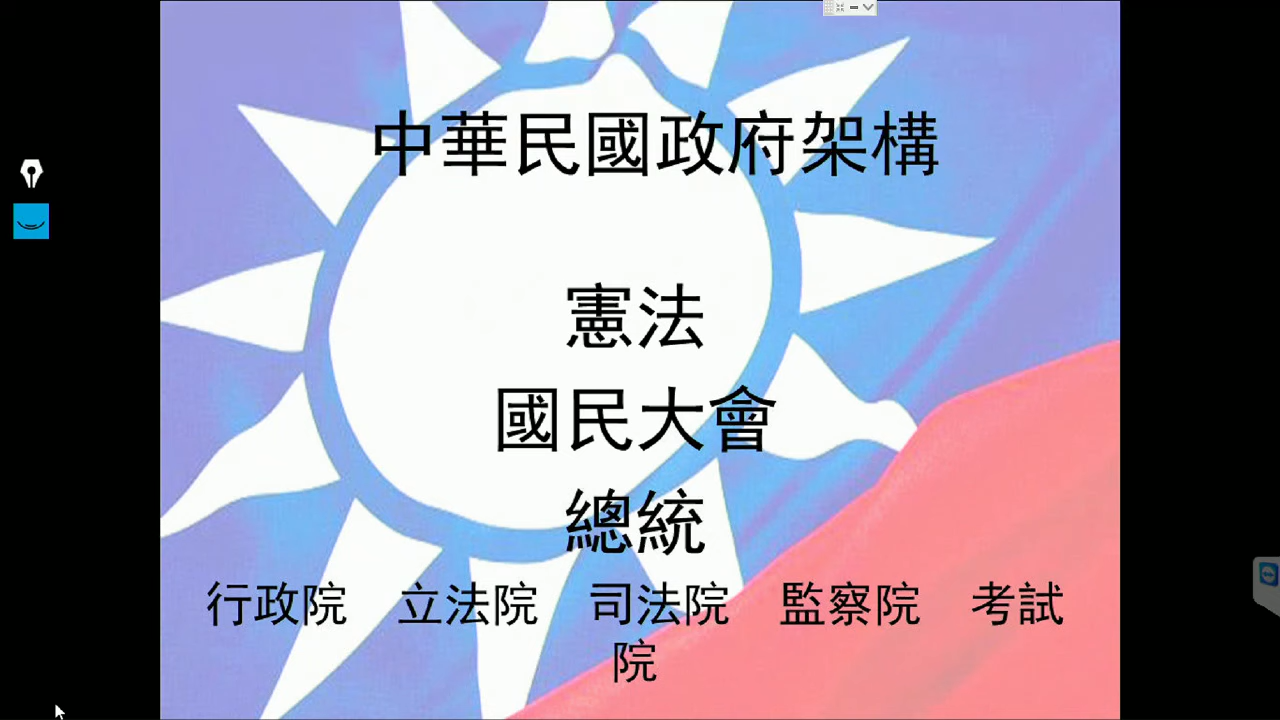 中華民國政府架構
憲法
國民大會
總統
行政院 立法院 司法院 監察院 考試
院